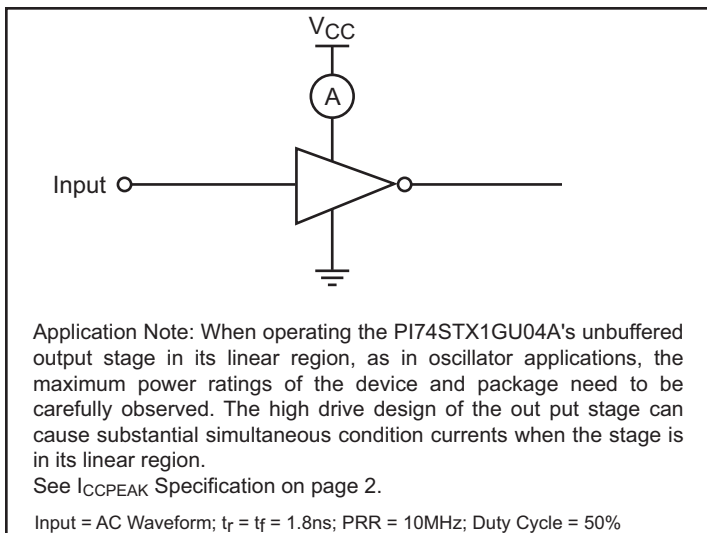 VCC
A
Input
Application Note: When operating the PI74STX1GU04A's unbuffered
output stage in its linear region, as in oscillator applications, the
maximum power ratings of the device and package need to be
carefully observed. The high drive design of the out put stage can
cause substantial simultaneous condition currents when the stage is
in its linear region.
See ICCPEAK Specification on page 2.
Input = AC Waveform; tr = tf = 1.8ns; PRR = 10MHz; Duty Cycle = 50%